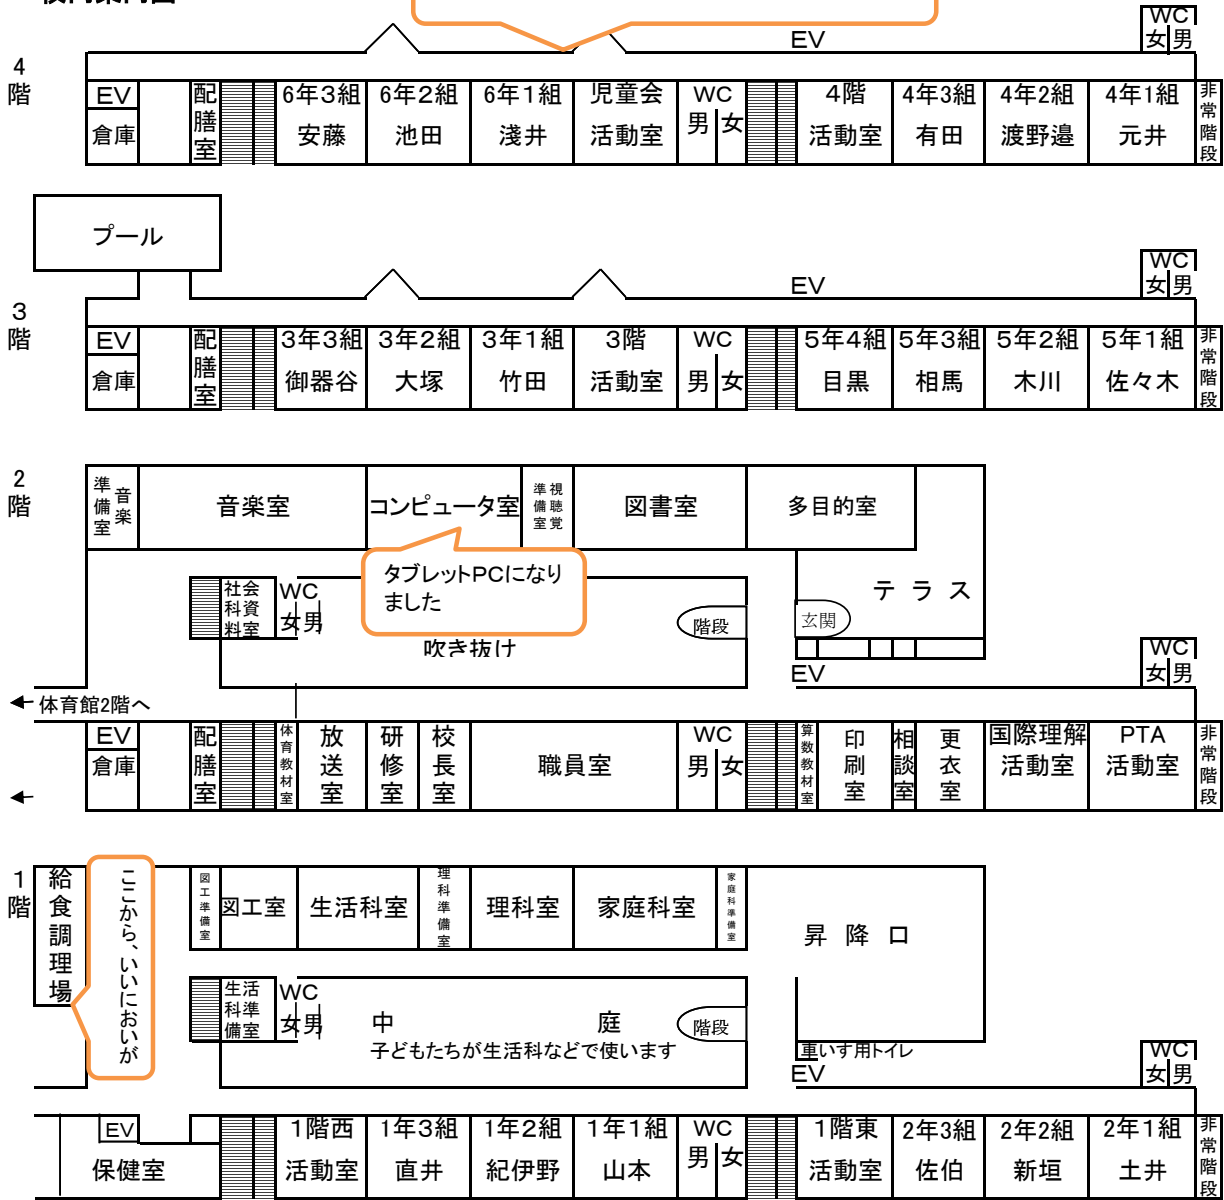 EV
WC
女 男
4
階
EV
倉庫
配膳室
6年3組
安藤
6年2組
池田
6年1組
淺井
児童会
活動室
WC
男 女
4階
活動室
4年3組
有田
4年2組
渡野邉
4年1組
元井
非常階段
プール
EV
WC
女 男
3
階
EV
倉庫
配膳室
3年3組
御器谷
3年2組
大塚
3年1組
竹田
3階
活動室
WC
男 女
5年4組
目黒
5年3組
相馬
5年2組
木川
5年1組
佐々木
非常階段
2
階
音楽
準備室
音楽室
コンピュータ室
視聴覚
準備室
図書室
多目的室
タブレットPCになり
ました
社会
科資
料室
WC
女 男
吹き抜け
階段
玄関
テラス
EV
WC
女 男
体育館2階へ
EV
倉庫
配膳室
体育教材室
放送室
研修室
校長室
職員室
WC
男 女
算数教材室
印刷室
相談室
更衣室
国際理解
活動室
PTA
活動室
非常階段
1
階
給食調理場
ここから、いいにおいが
図工準備室
図工室
生活科室
理科準備室
理科室
家庭科室
家庭科準備室
昇降口
生活
科準
備室
WC
女 男
中庭
子どもたちが生活科などで使います
階段
車いす用トイレ
EV
WC
女 男
EV
保健室
1階西
活動室
1年3組
直井
1年2組
紀伊野
1年1組
山本
WC
男 女
1階東
活動室
2年3組
佐伯
2年2組
新垣
2年1組
土井
非常階段